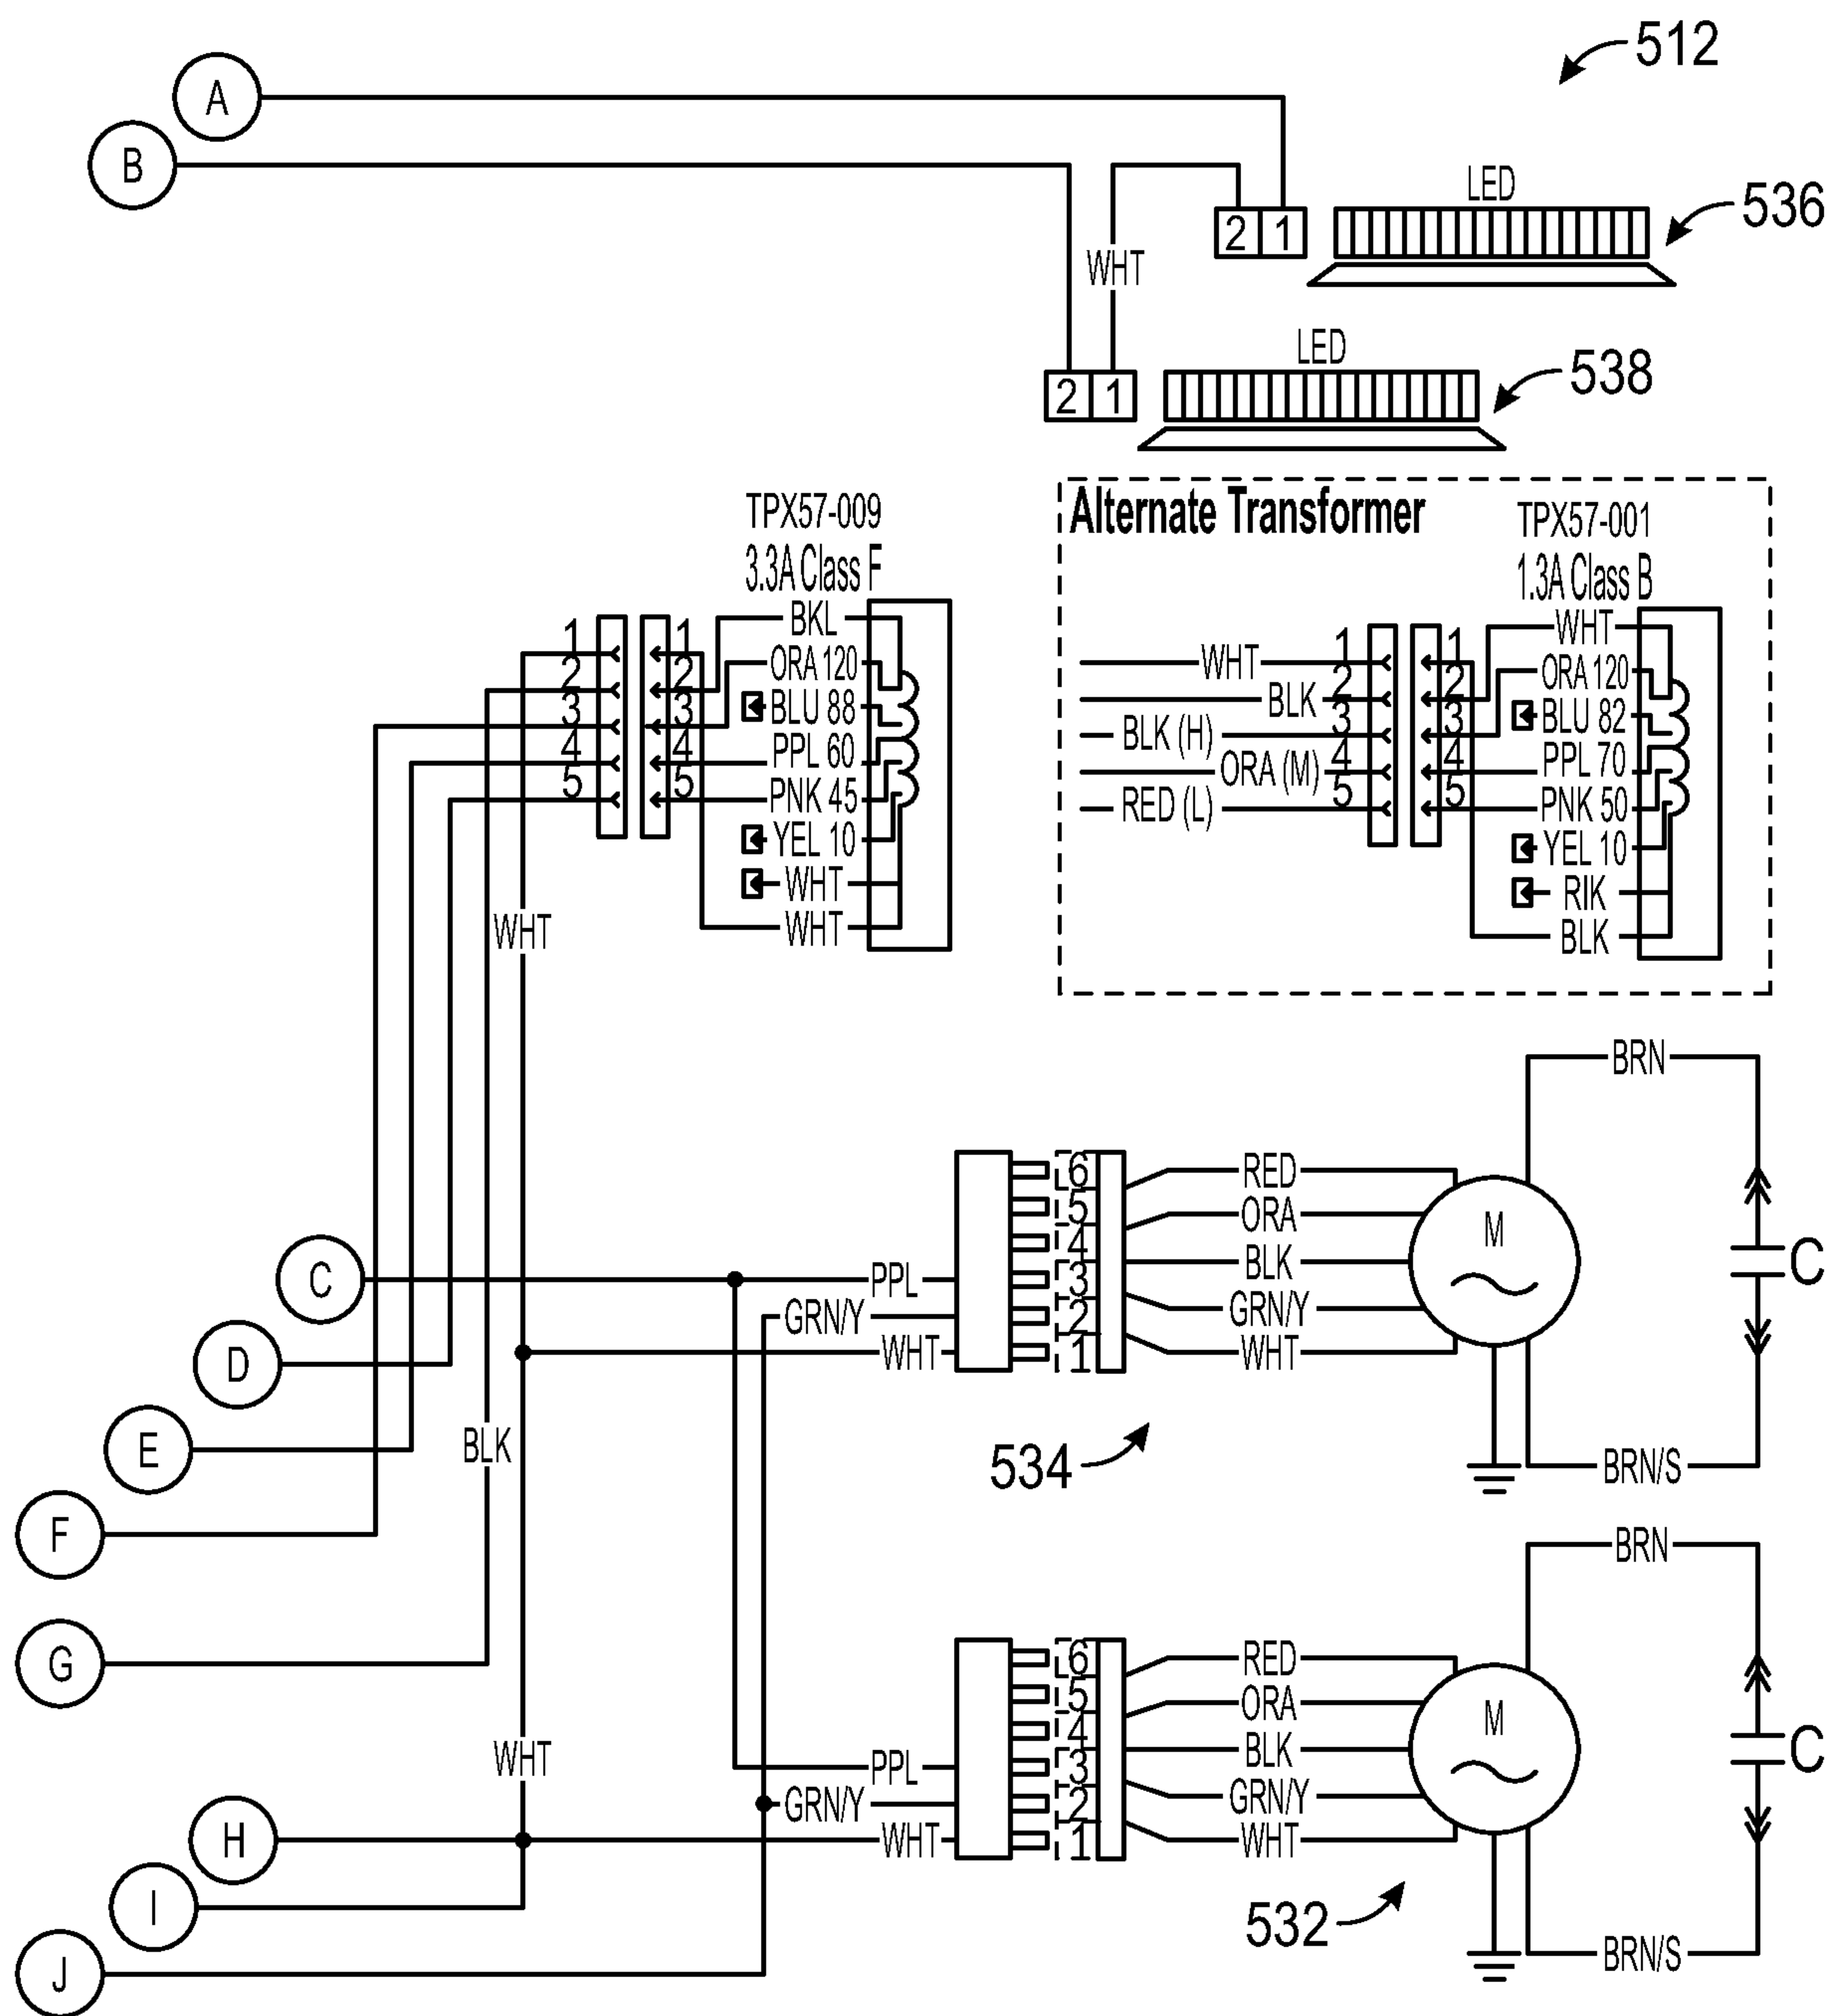 512
A
B
LED
536
2 1
WHT
LED
538
2 1
TPX57-009
3.3A Class F
1 1 BKL
2 2 ORA 120
3 3 BLU 88
4 4 PPL 60
5 5 PNK 45
YEL 10
WHT
WHT
Alternate Transformer
TPX57-001
1.3A Class B
WHT 1 1 WHT
BLK 2 2 ORA 120
BLK (H) 3 3 BLU 82
ORA (M) 4 4 PPL 70
RED (L) 5 5 PNK 50
YEL 10
RIK
BLK
WHT
BRN
6 RED
5 ORA
4 BLK
3 GRN/Y
2 WHT
1
M
C
C
PPL
GRN/Y
WHT
D
E
BLK
534
BRN/S
F
BRN
G
6 RED
5 ORA
4 BLK
3 GRN/Y
2 WHT
1
M
C
WHT
PPL
GRN/Y
WHT
H
I
532
BRN/S
J